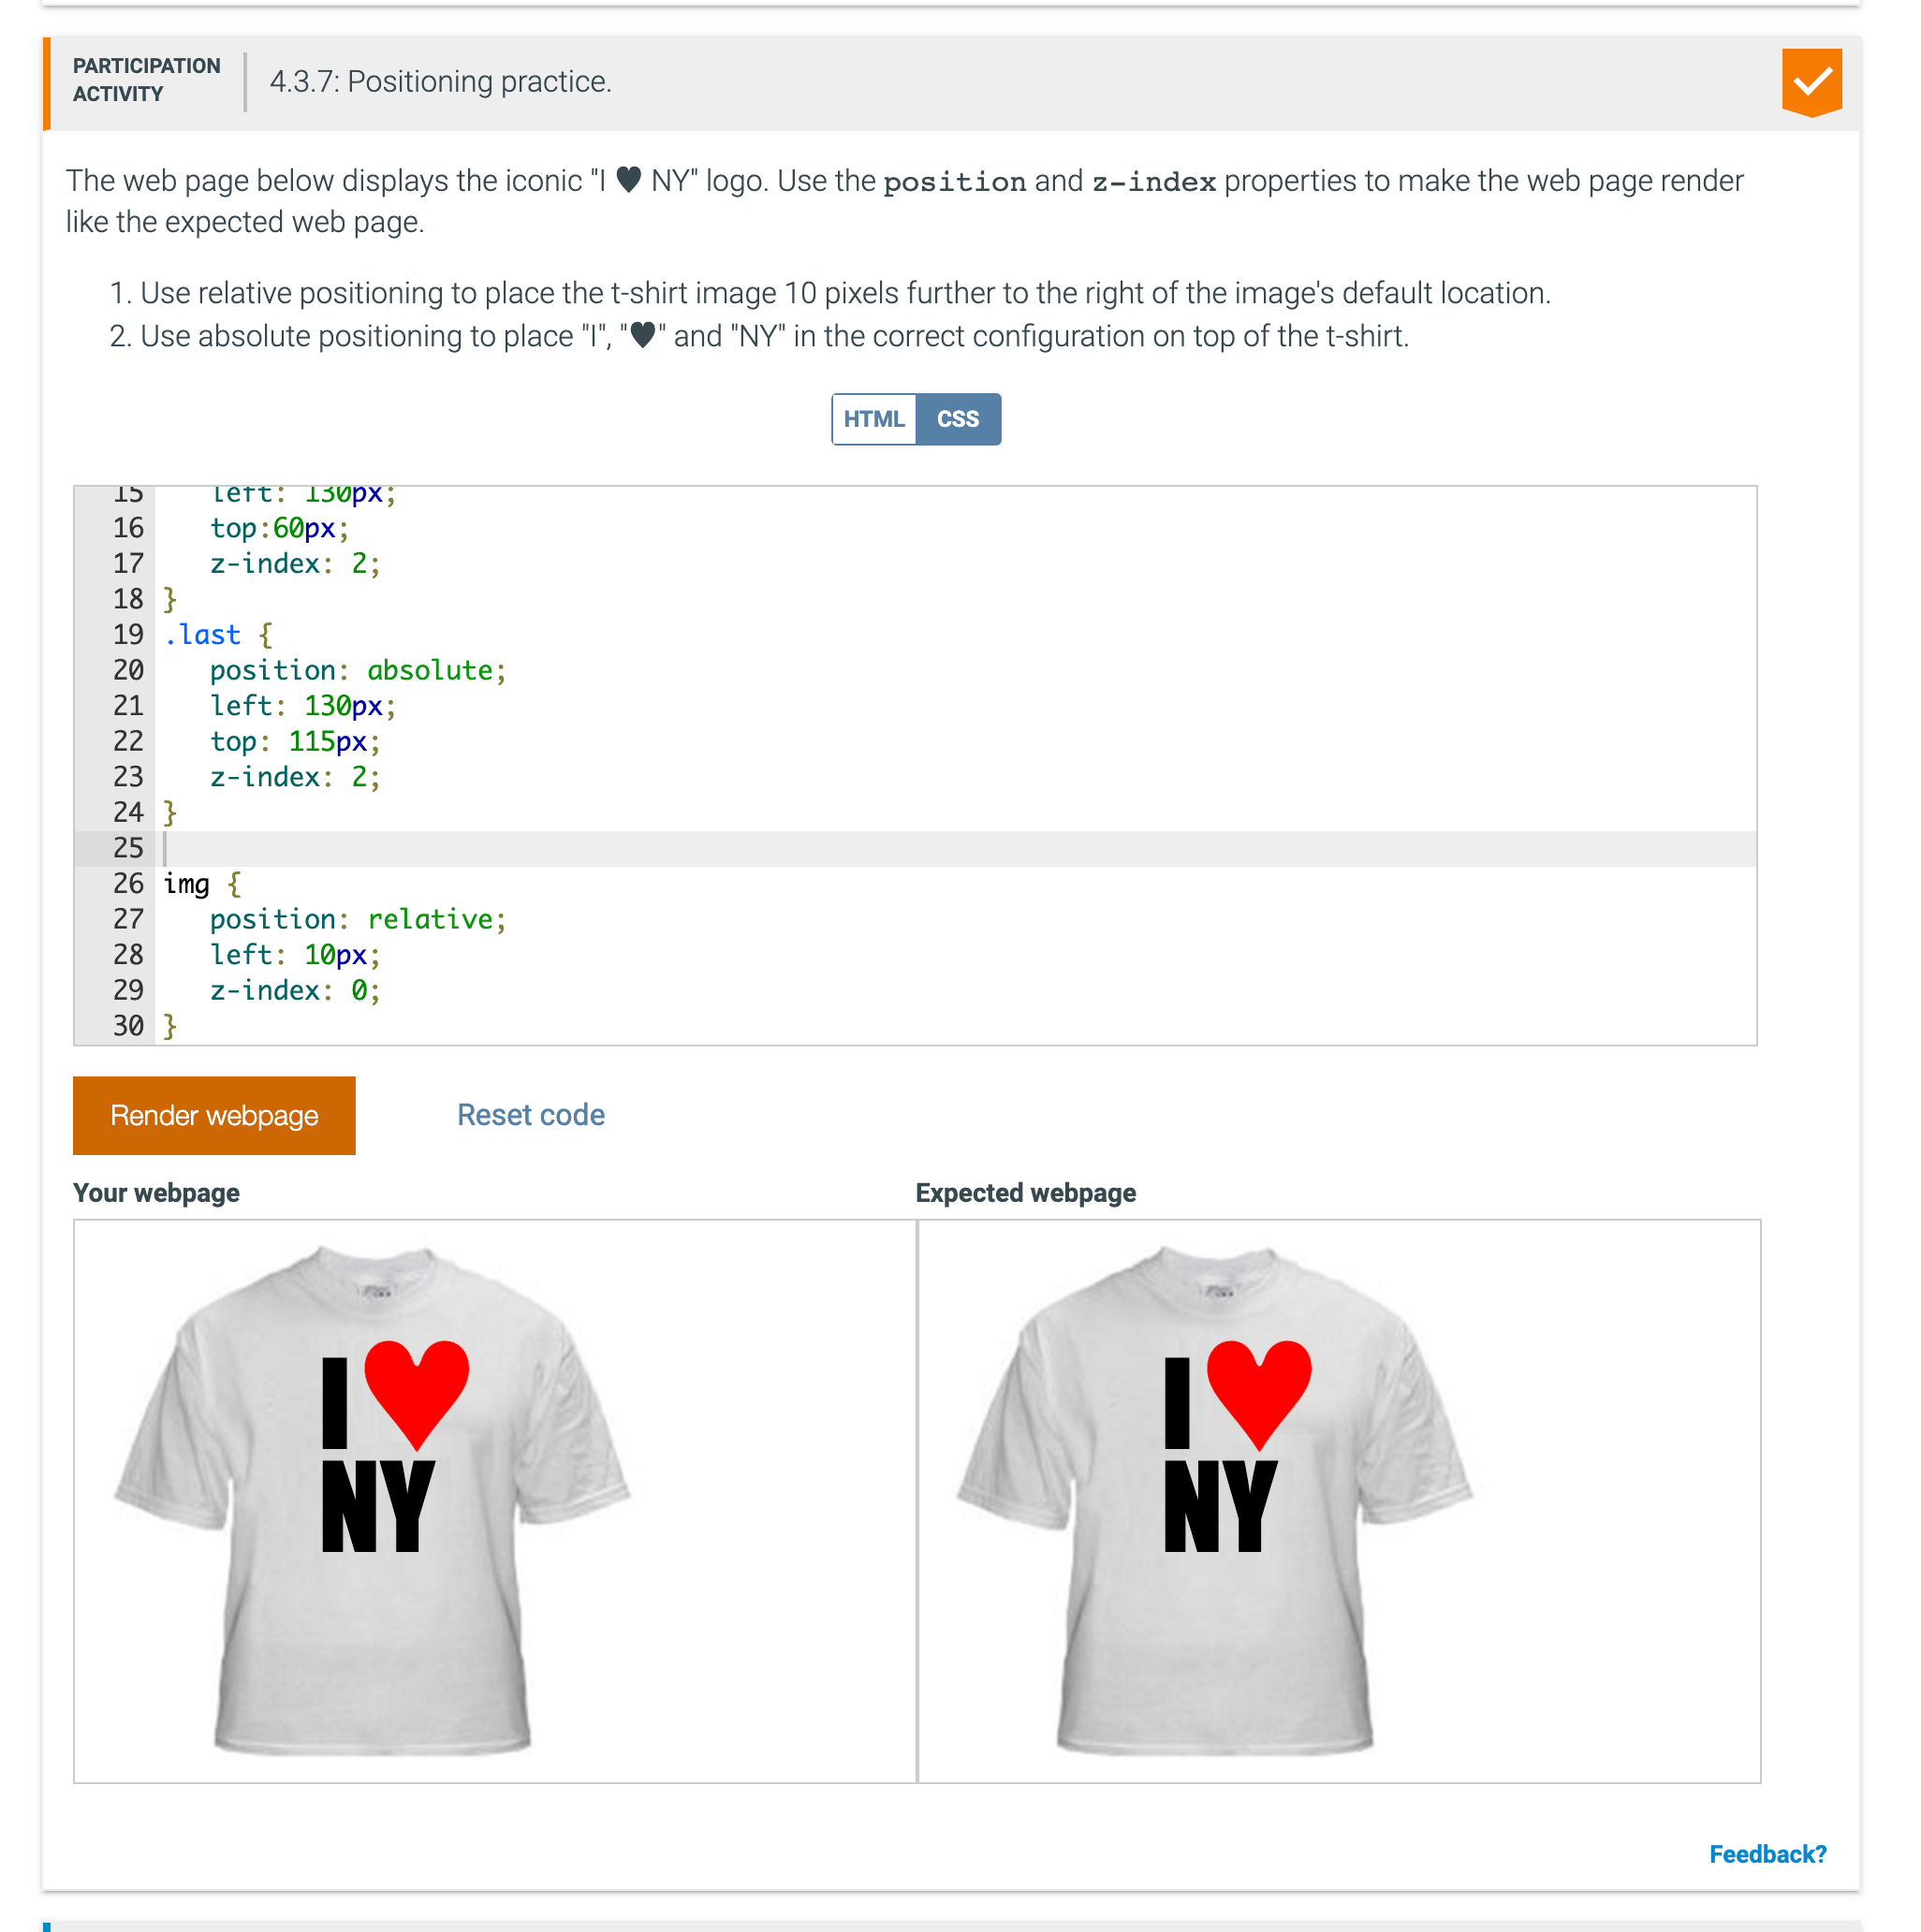 PARTICIPATION
ACTIVITY
4.3.7: Positioning practice.
The web page below displays the iconic "I ♥ NY" logo. Use the position and z-index properties to make the web page render
like the expected web page.
1. Use relative positioning to place the t-shirt image 10 pixels further to the right of the image's default location.
2. Use absolute positioning to place "I", "♥" and "NY" in the correct configuration on top of the t-shirt.
HTML CSS
15 left: 130px;
16 top:60px;
17 z-index: 2;
18 }
19 .last {
20 position: absolute;
21 left: 130px;
22 top: 115px;
23 z-index: 2;
24 }
25
26 img {
27 position: relative;
28 left: 10px;
29 z-index: 0;
30 }
Render webpage Reset code
Your webpage
Expected webpage
I ♥
NY
I ♥
NY
Feedback?